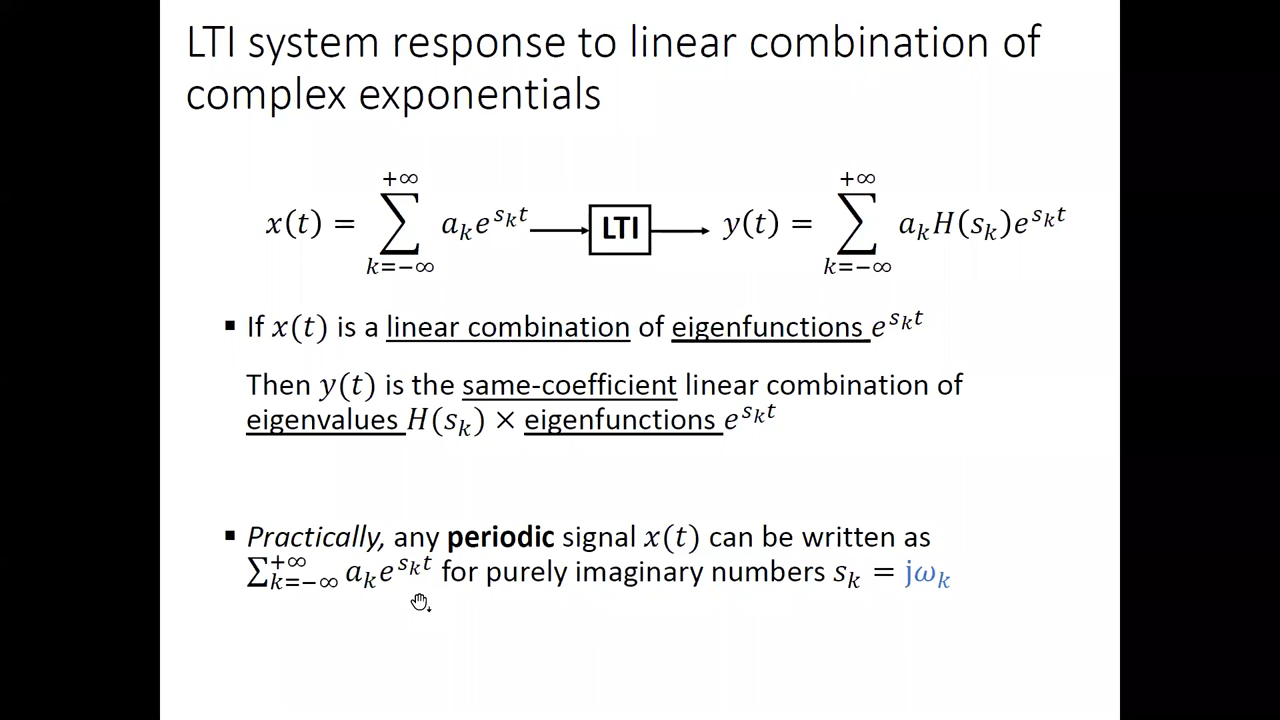 LTI system response to linear combination of
complex exponentials
x(t) = ∑_{k=−∞}^{+∞} a_k e^{s_k t} → LTI → y(t) = ∑_{k=−∞}^{+∞} a_k H(s_k) e^{s_k t}
▪ If x(t) is a linear combination of eigenfunctions e^{s_k t}
Then y(t) is the same-coefficient linear combination of
eigenvalues H(s_k) × eigenfunctions e^{s_k t}
▪ Practically, any periodic signal x(t) can be written as
∑_{k=−∞}^{+∞} a_k e^{s_k t} for purely imaginary numbers s_k = jω_k